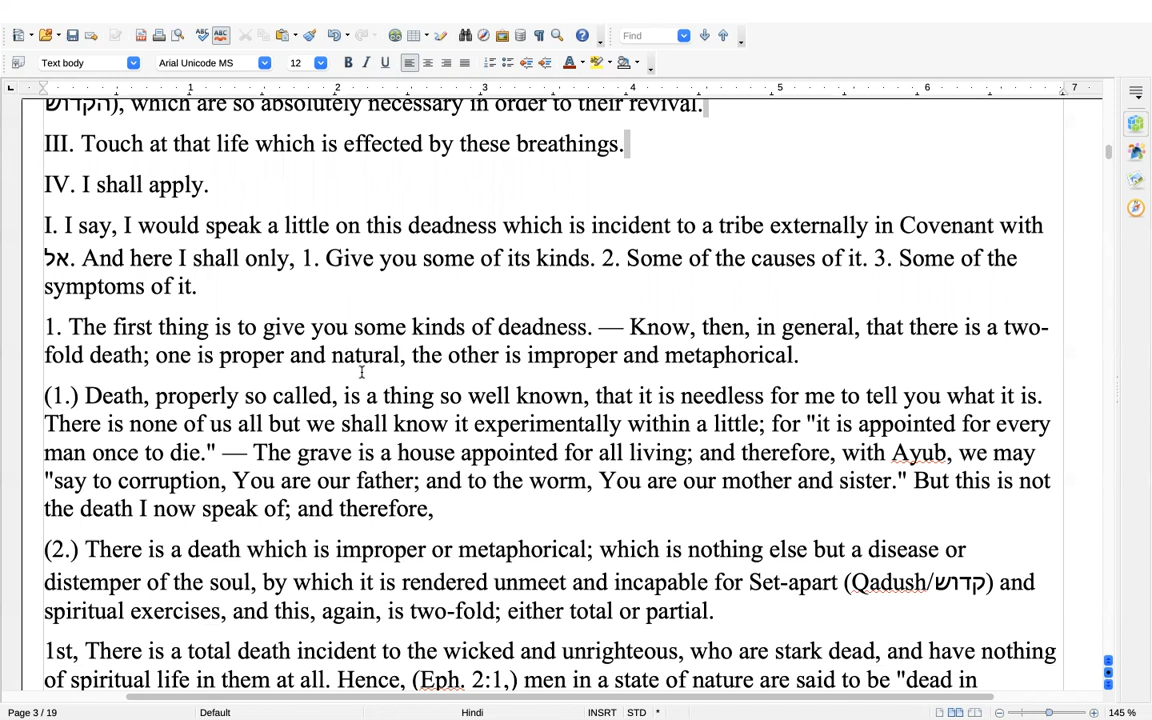 Find
Text body
Arial Unicode MS
12
1 2 3 4 5 6 7
הקדוש), which are so absolutely necessary in order to their revival.
III. Touch at that life which is effected by these breathings.
IV. I shall apply.
I. I say, I would speak a little on this deadness which is incident to a tribe externally in Covenant with
אל. And here I shall only, 1. Give you some of its kinds. 2. Some of the causes of it. 3. Some of the
symptoms of it.
1. The first thing is to give you some kinds of deadness. — Know, then, in general, that there is a two-
fold death; one is proper and natural, the other is improper and metaphorical.
(1.) Death, properly so called, is a thing so well known, that it is needless for me to tell you what it is.
There is none of us all but we shall know it experimentally within a little; for "it is appointed for every
man once to die." — The grave is a house appointed for all living; and therefore, with Ayub, we may
"say to corruption, You are our father; and to the worm, You are our mother and sister." But this is not
the death I now speak of; and therefore,
(2.) There is a death which is improper or metaphorical; which is nothing else but a disease or
distemper of the soul, by which it is rendered unmeet and incapable for Set-apart (Qadush/קדוש) and
spiritual exercises, and this, again, is two-fold; either total or partial.
1st, There is a total death incident to the wicked and unrighteous, who are stark dead, and have nothing
of spiritual life in them at all. Hence, (Eph. 2:1,) men in a state of nature are said to be "dead in
Page 3 / 19
Default
Hindi
INSRT
STD
*
145 %